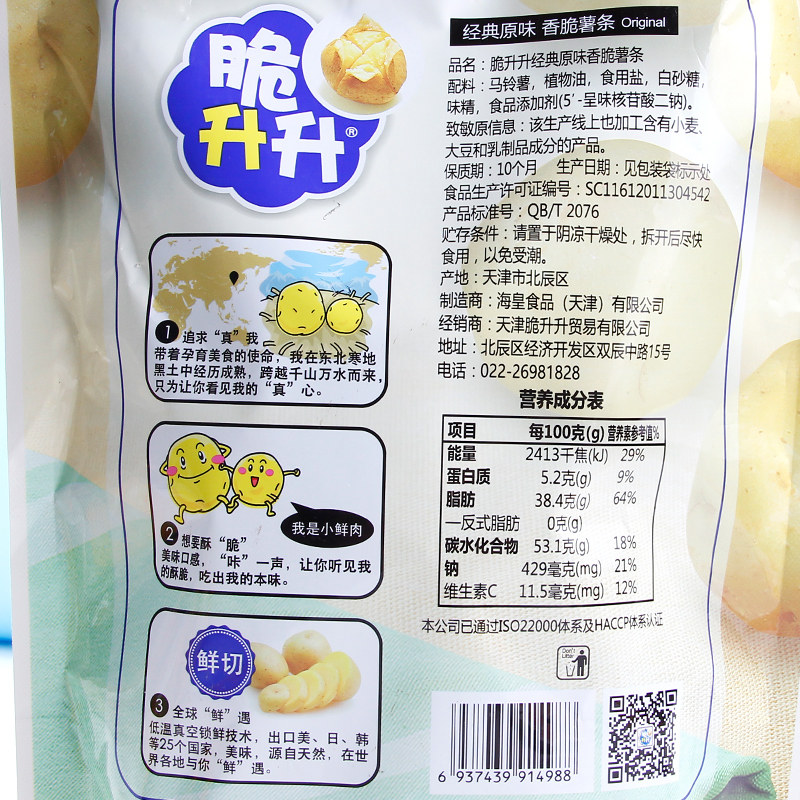 脆
升升®
经典原味 香脆薯条 Original
品名：脆升升经典原味香脆薯条
配料：马铃薯，植物油，食用盐，白砂糖，
味精，食品添加剂(5′-呈味核苷酸二钠)。
致敏原信息：该生产线上也加工含有小麦、
大豆和乳制品成分的产品。
保质期：10个月 生产日期：见包装袋标示处
食品生产许可证编号：SC11612011304542
产品标准号：QB/T 2076
贮存条件：请置于阴凉干燥处，拆开后尽快
食用，以免受潮。
产地：天津市北辰区
制造商：海皇食品（天津）有限公司
经销商：天津脆升升贸易有限公司
地址：北辰区经济开发区双辰中路15号
电话：022-26981828
营养成分表
项目 每100克(g) 营养素参考值%
能量 2413千焦(kJ) 29%
蛋白质 5.2克(g) 9%
脂肪 38.4克(g) 64%
—反式脂肪 0克(g)
碳水化合物 53.1克(g) 18%
钠 429毫克(mg) 21%
维生素C 11.5毫克(mg) 12%
本公司已通过ISO22000体系及HACCP体系认证
Don't
Litter
6 937439 914988
1 追求“真”我，
带着孕育美食的使命，我在东北寒地
黑土中经历成熟，跨越千山万水而来，
只为让你看见我的“真”心。
我是小鲜肉
2 想要酥“脆”
美味口感，“咔”一声，让你听见我
的酥脆，吃出我的本味。
鲜切
3 全球“鲜”遇
低温真空锁鲜技术，出口美、日、韩
等25个国家，美味，源自天然，在世
界各地与你“鲜”遇。